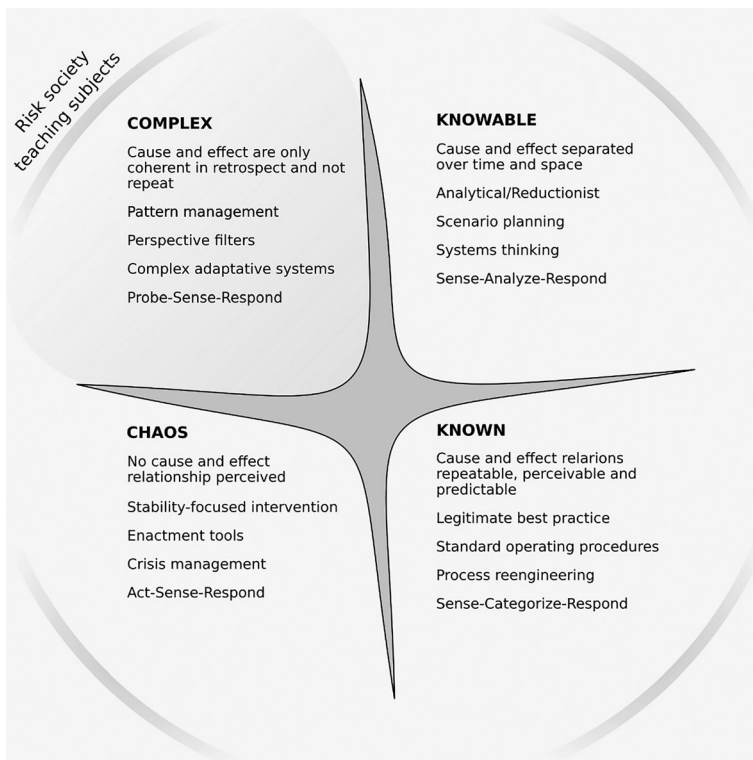 Risk society
teaching subjects
COMPLEX
Cause and effect are only
coherent in retrospect and not
repeat
Pattern management
Perspective filters
Complex adaptative systems
Probe-Sense-Respond
KNOWABLE
Cause and effect separated
over time and space
Analytical/Reductionist
Scenario planning
Systems thinking
Sense-Analyze-Respond
CHAOS
No cause and effect
relationship perceived
Stability-focused intervention
Enactment tools
Crisis management
Act-Sense-Respond
KNOWN
Cause and effect relarions
repeatable, perceivable and
predictable
Legitimate best practice
Standard operating procedures
Process reengineering
Sense-Categorize-Respond